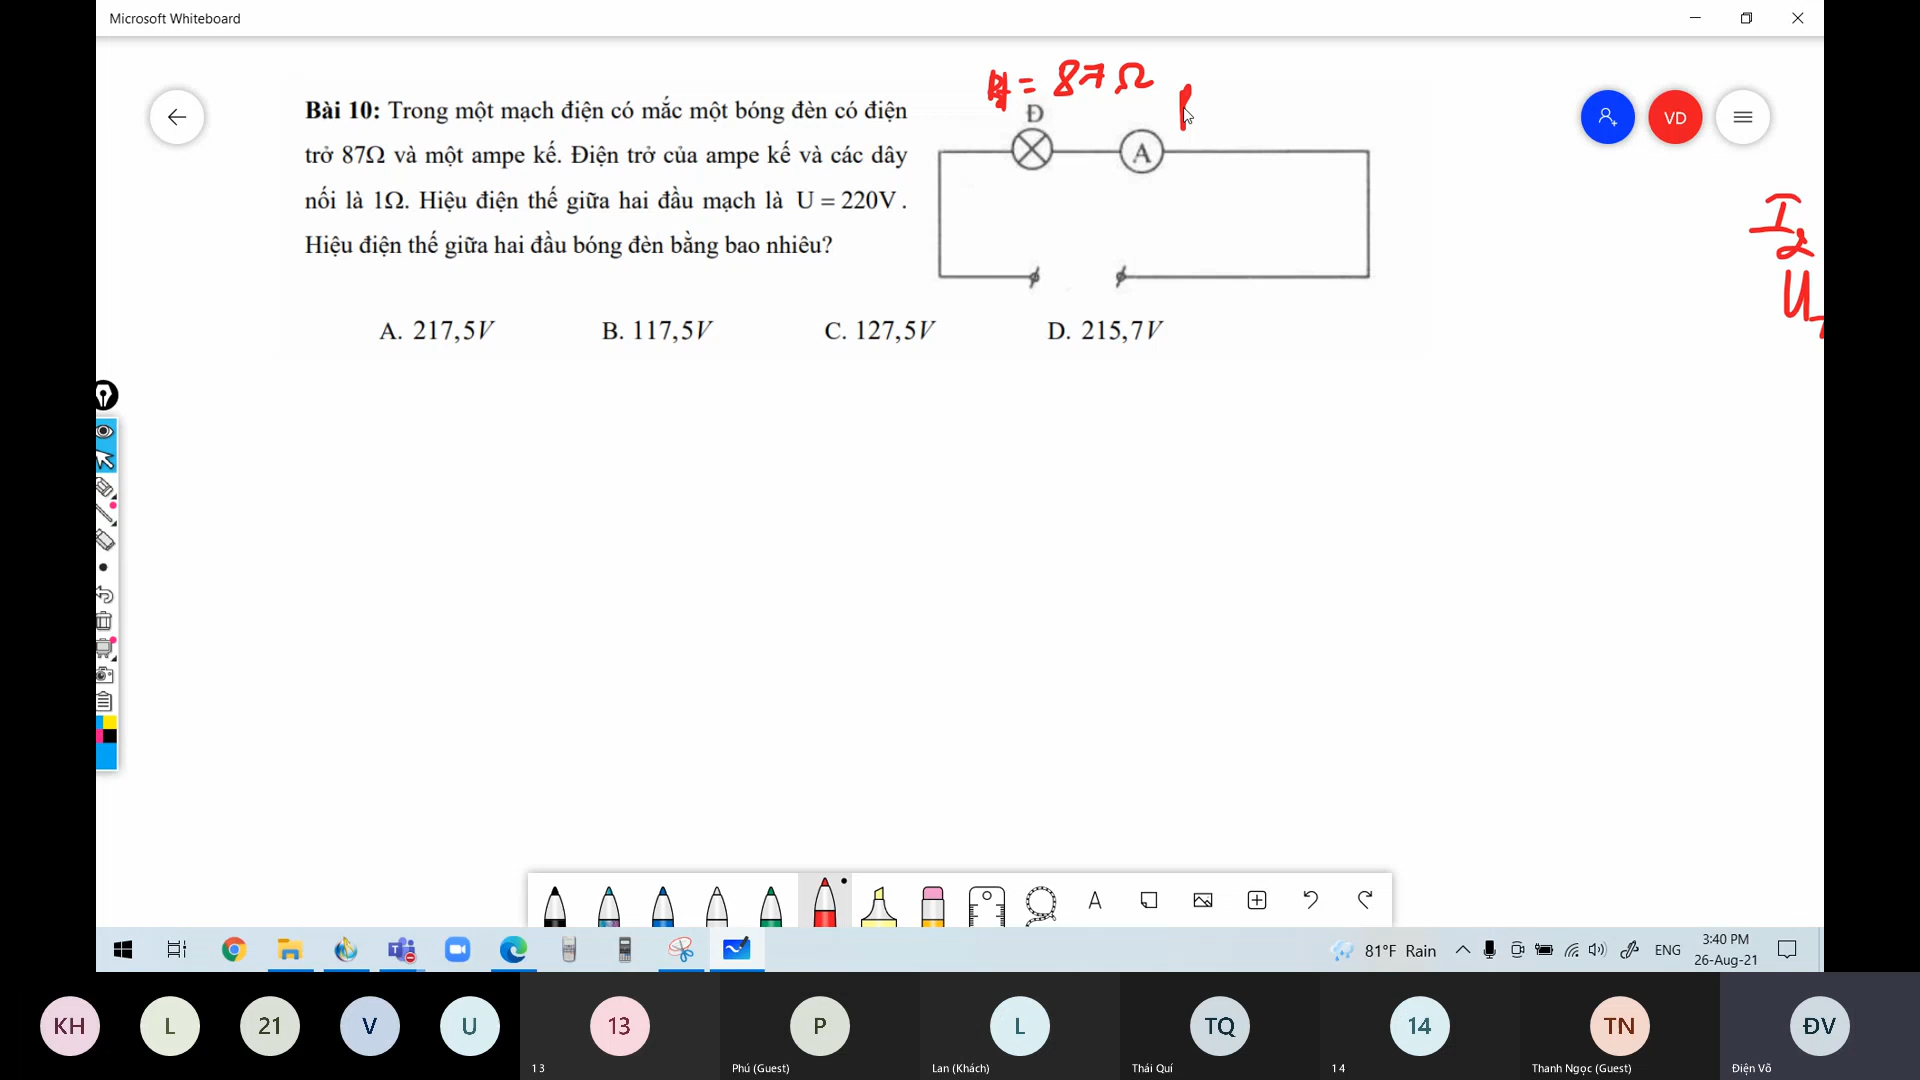 Microsoft Whiteboard
= 87 Ω
Bài 10: Trong một mạch điện có mắc một bóng đèn có điện
trở 87Ω và một ampe kế. Điện trở của ampe kế và các dây
nối là 1Ω. Hiệu điện thế giữa hai đầu mạch là U = 220V.
Hiệu điện thế giữa hai đầu bóng đèn bằng bao nhiêu?
Đ
A
A. 217,5V B. 117,5V C. 127,5V D. 215,7V
VD
I
2
U
A
81°F Rain
ENG
3:40 PM
26-Aug-21
KH L 21 V U 13 P L TQ 14 TN ĐV
13 Phú (Guest) Lan (Khách) Thái Quí 14 Thanh Ngọc (Guest) Điện Võ